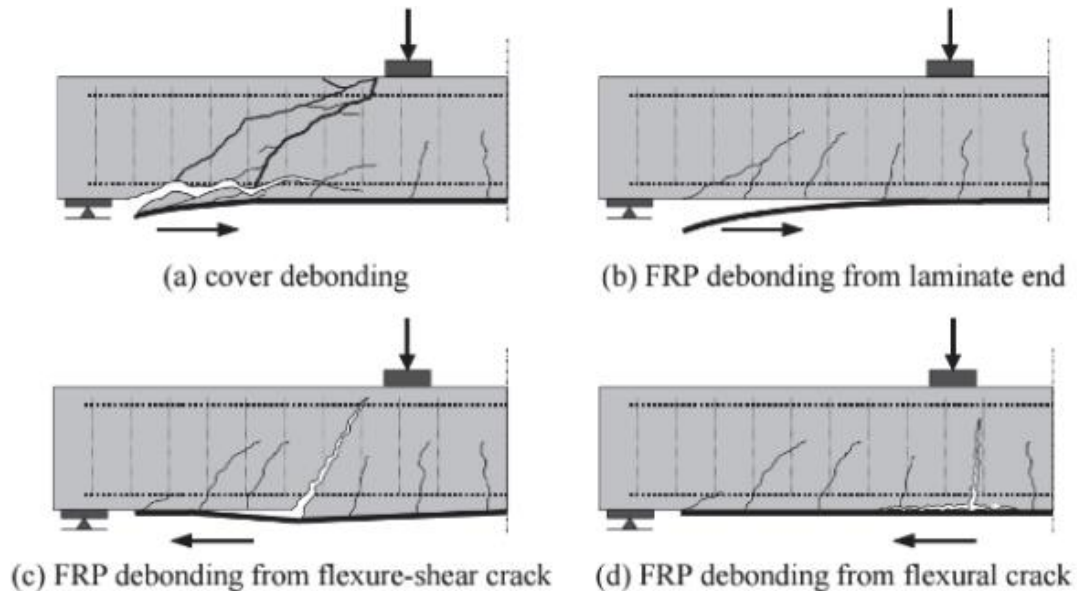 (a) cover debonding
(b) FRP debonding from laminate end
(c) FRP debonding from flexure-shear crack
(d) FRP debonding from flexural crack